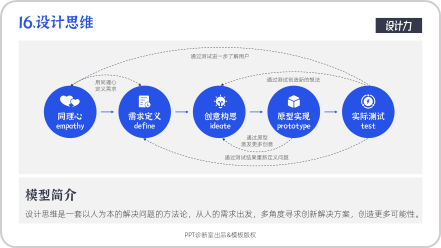 16.设计思维
设计力
通过测试进一步了解用户
用同理心
定义需求
通过测试创造新的想法
同理心
empathy
需求定义
define
创意构想
ideate
原型实现
prototype
实际测试
test
通过原型
激发更多创意
通过测试结果重新定义问题
模型简介
设计思维是一套以人为本的解决问题的方法论，从人的需求出发，多角度寻求创新解决方案，创造更多可能性。
PPT诊断室出品&模板版权